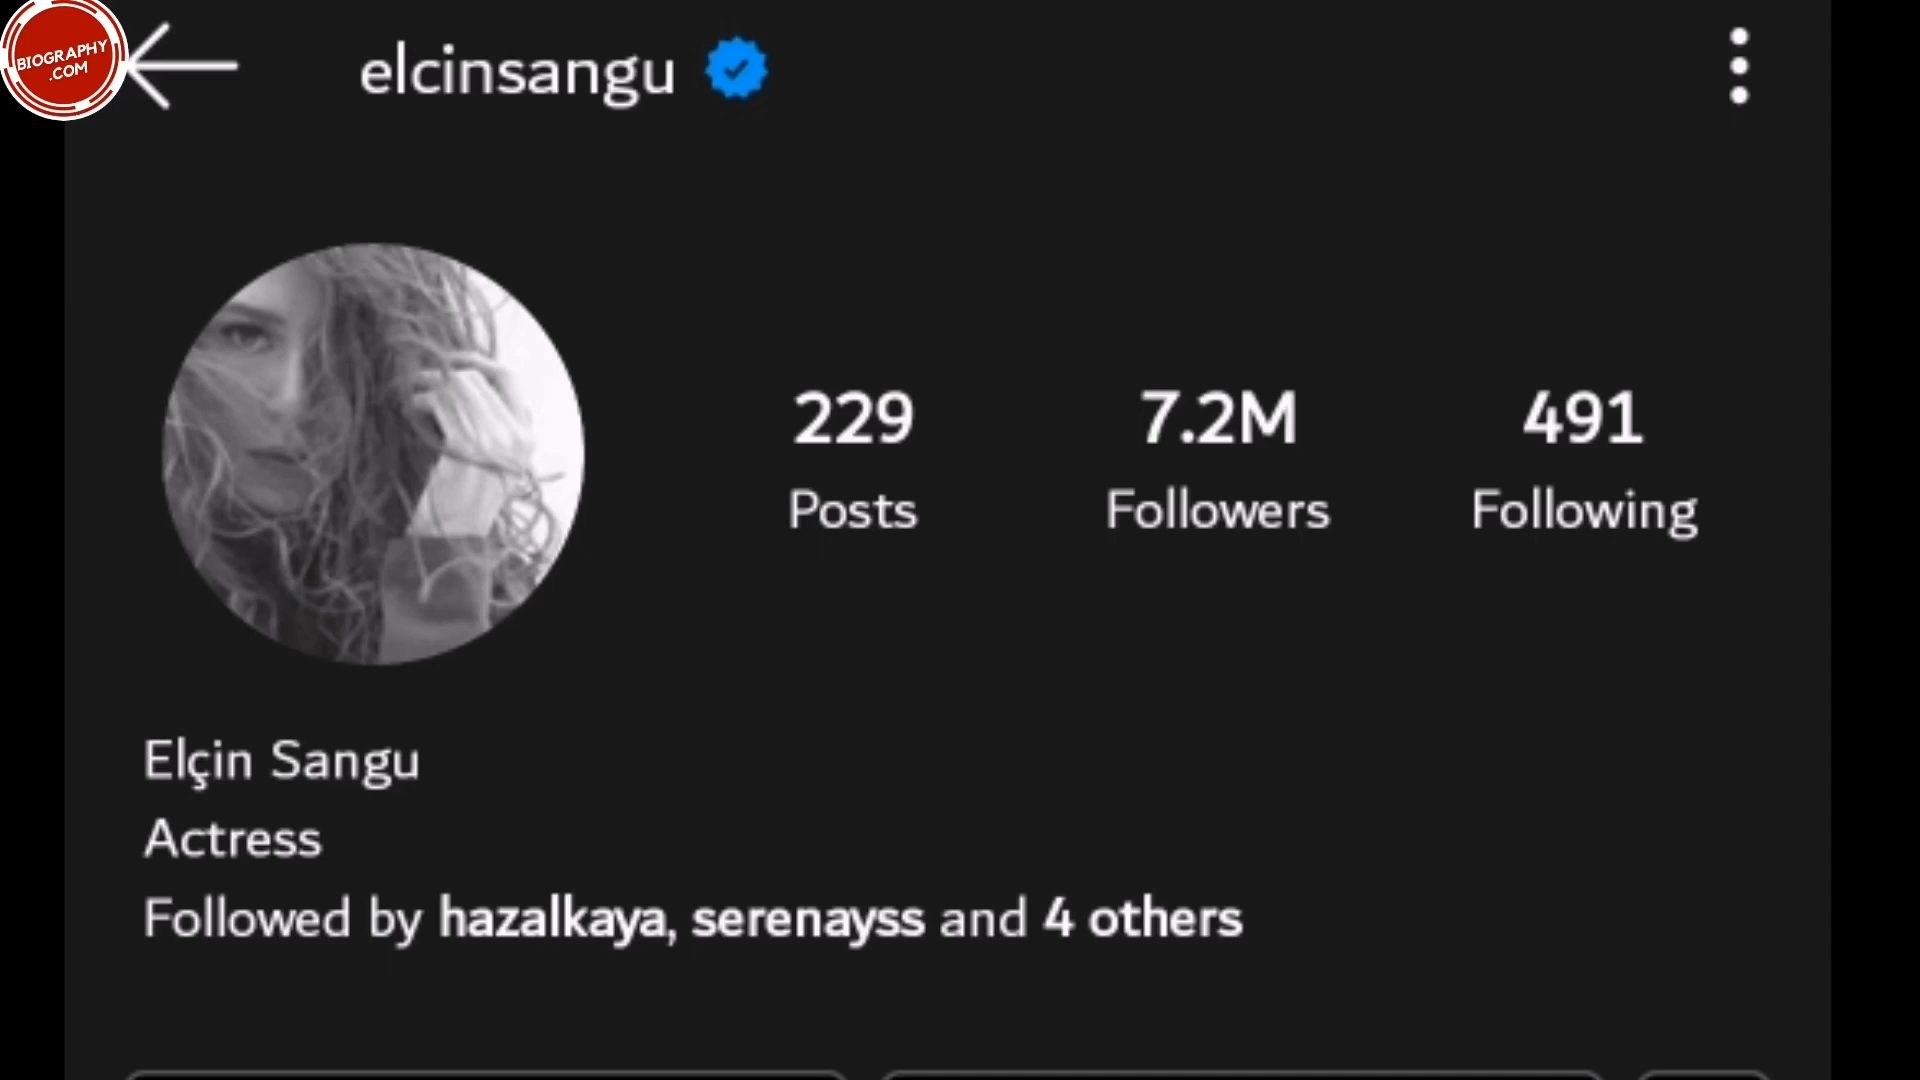 BIOGRAPHY
.COM
elcinsangu
229 7.2M 491
Posts Followers Following
Elçin Sangu
Actress
Followed by hazalkaya, serenayss and 4 others